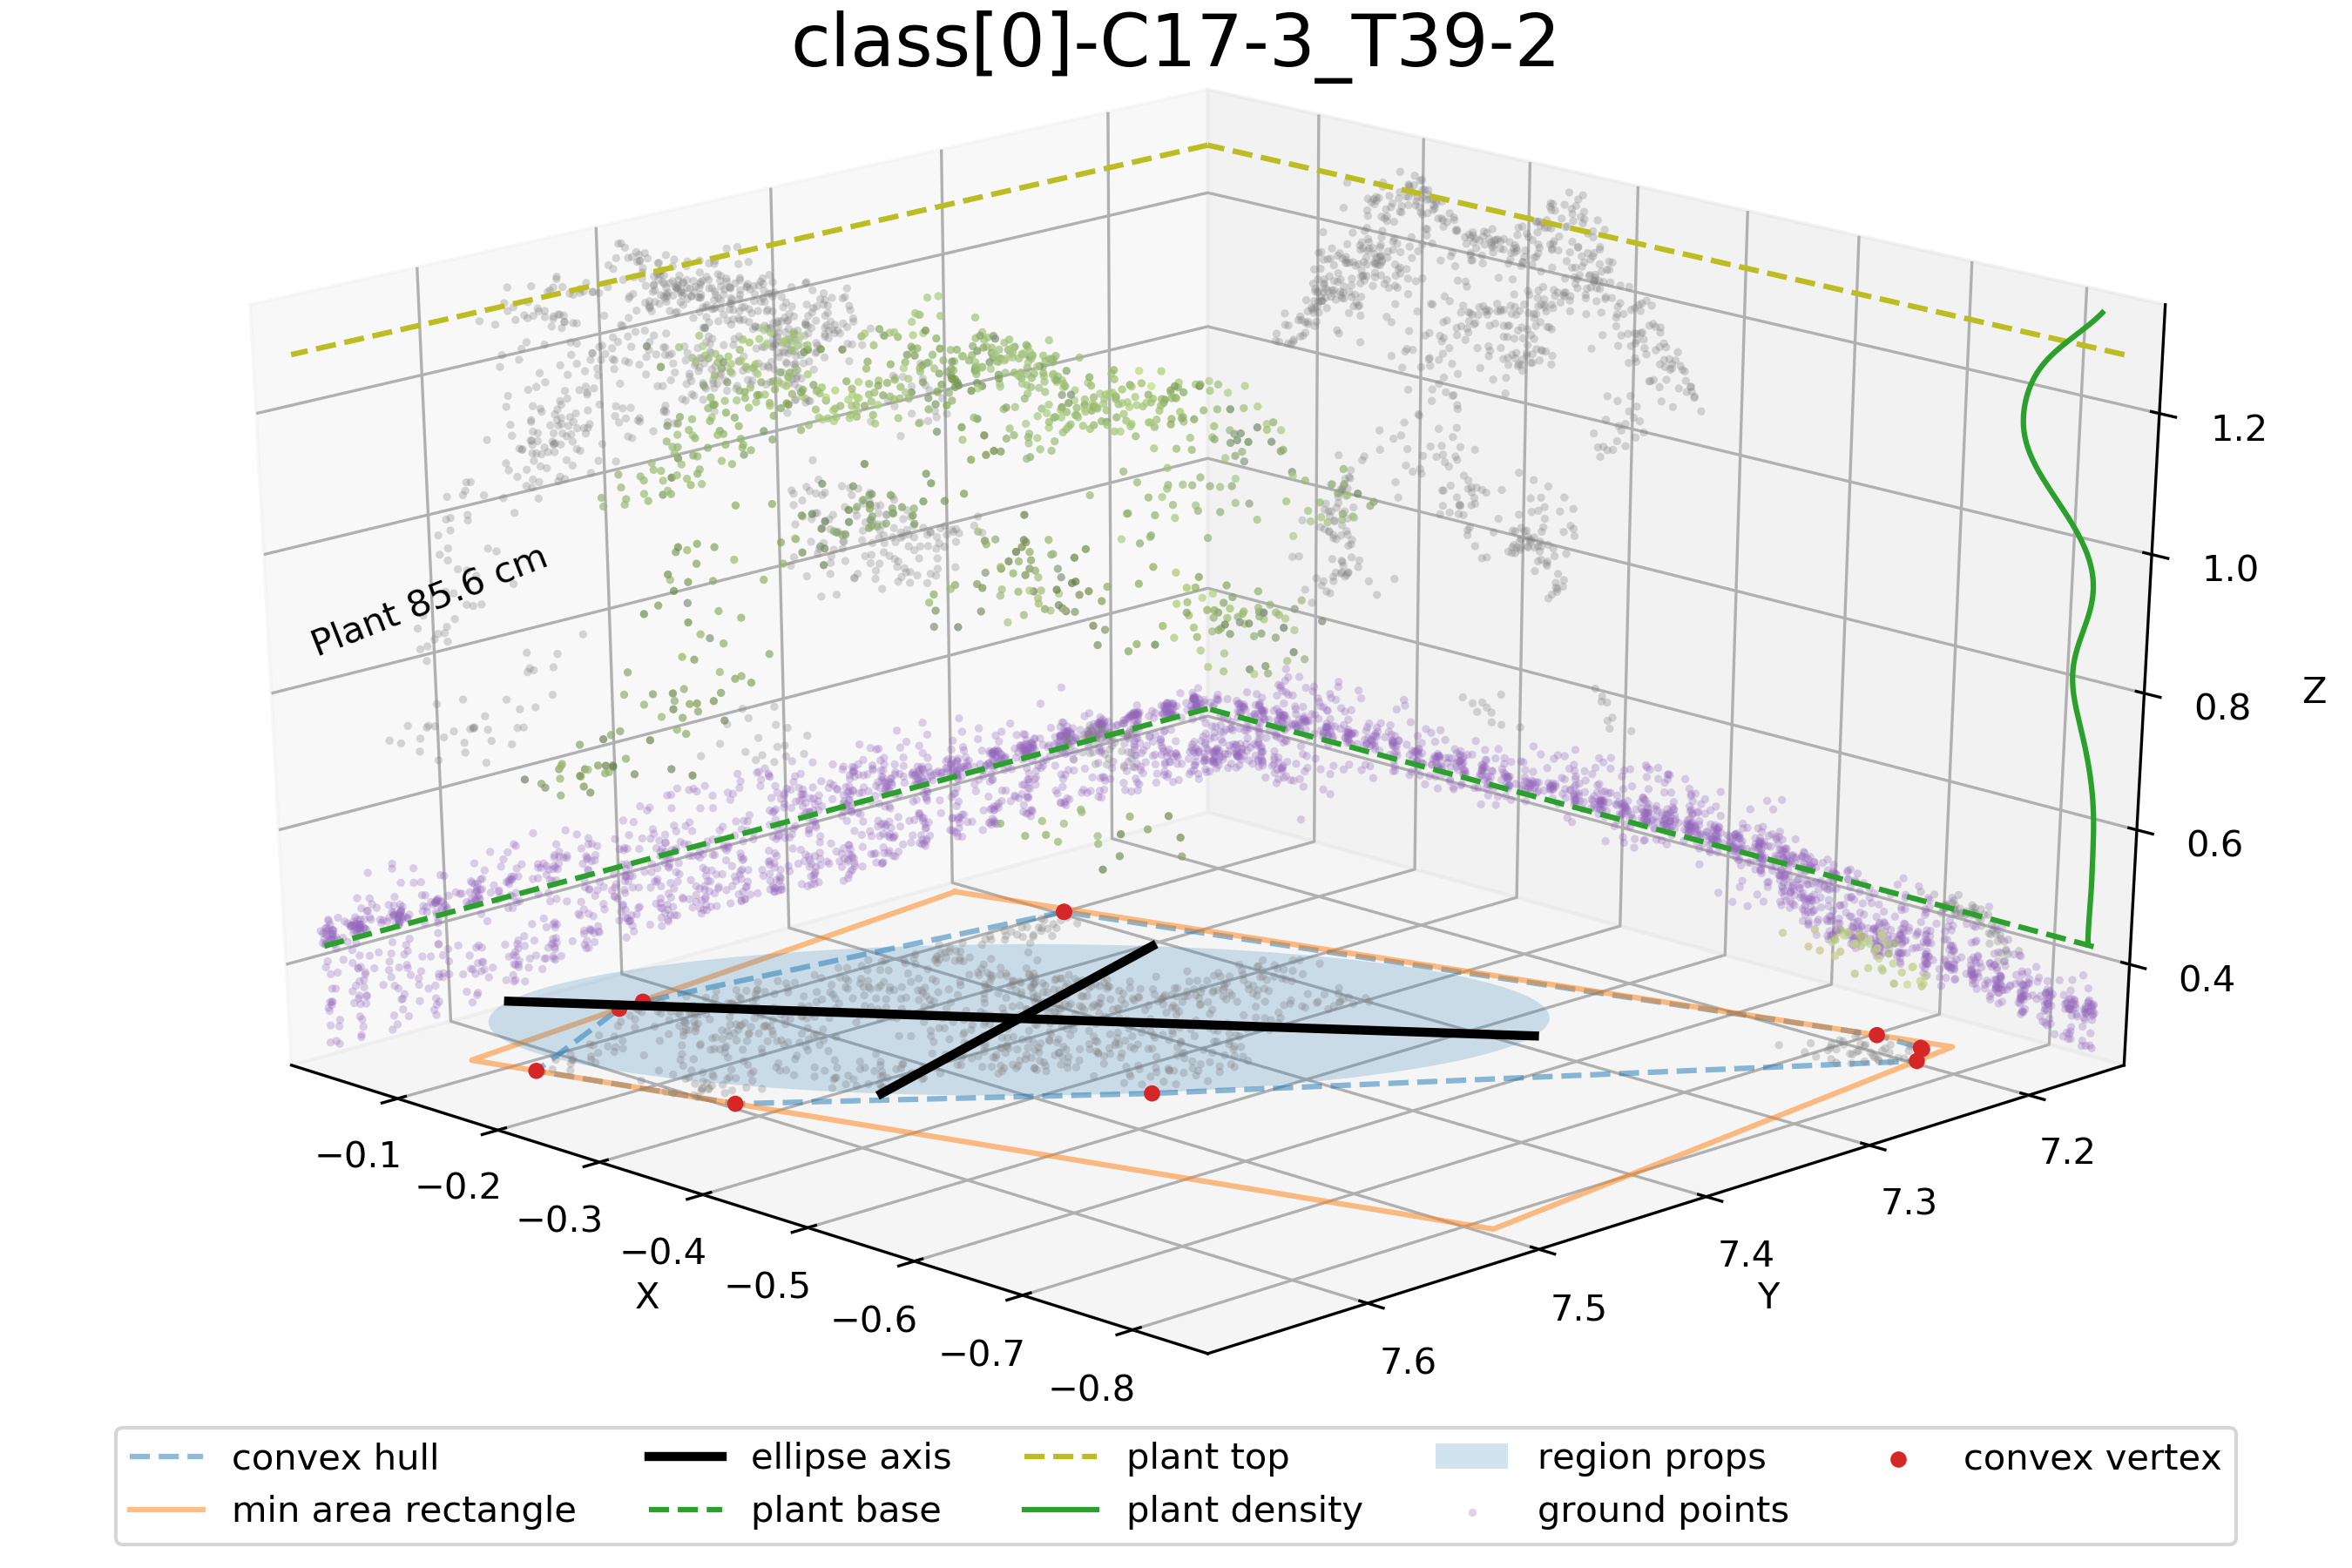 class[0]-C17-3_T39-2
Plant 85.6 cm
1.2
1.0
0.8
0.6
0.4
Z
−0.1
−0.2
−0.3
−0.4
−0.5
−0.6
−0.7
−0.8
X
7.2
7.3
7.4
7.5
7.6
Y
convex hull
min area rectangle
ellipse axis
plant base
plant top
plant density
region props
ground points
convex vertex